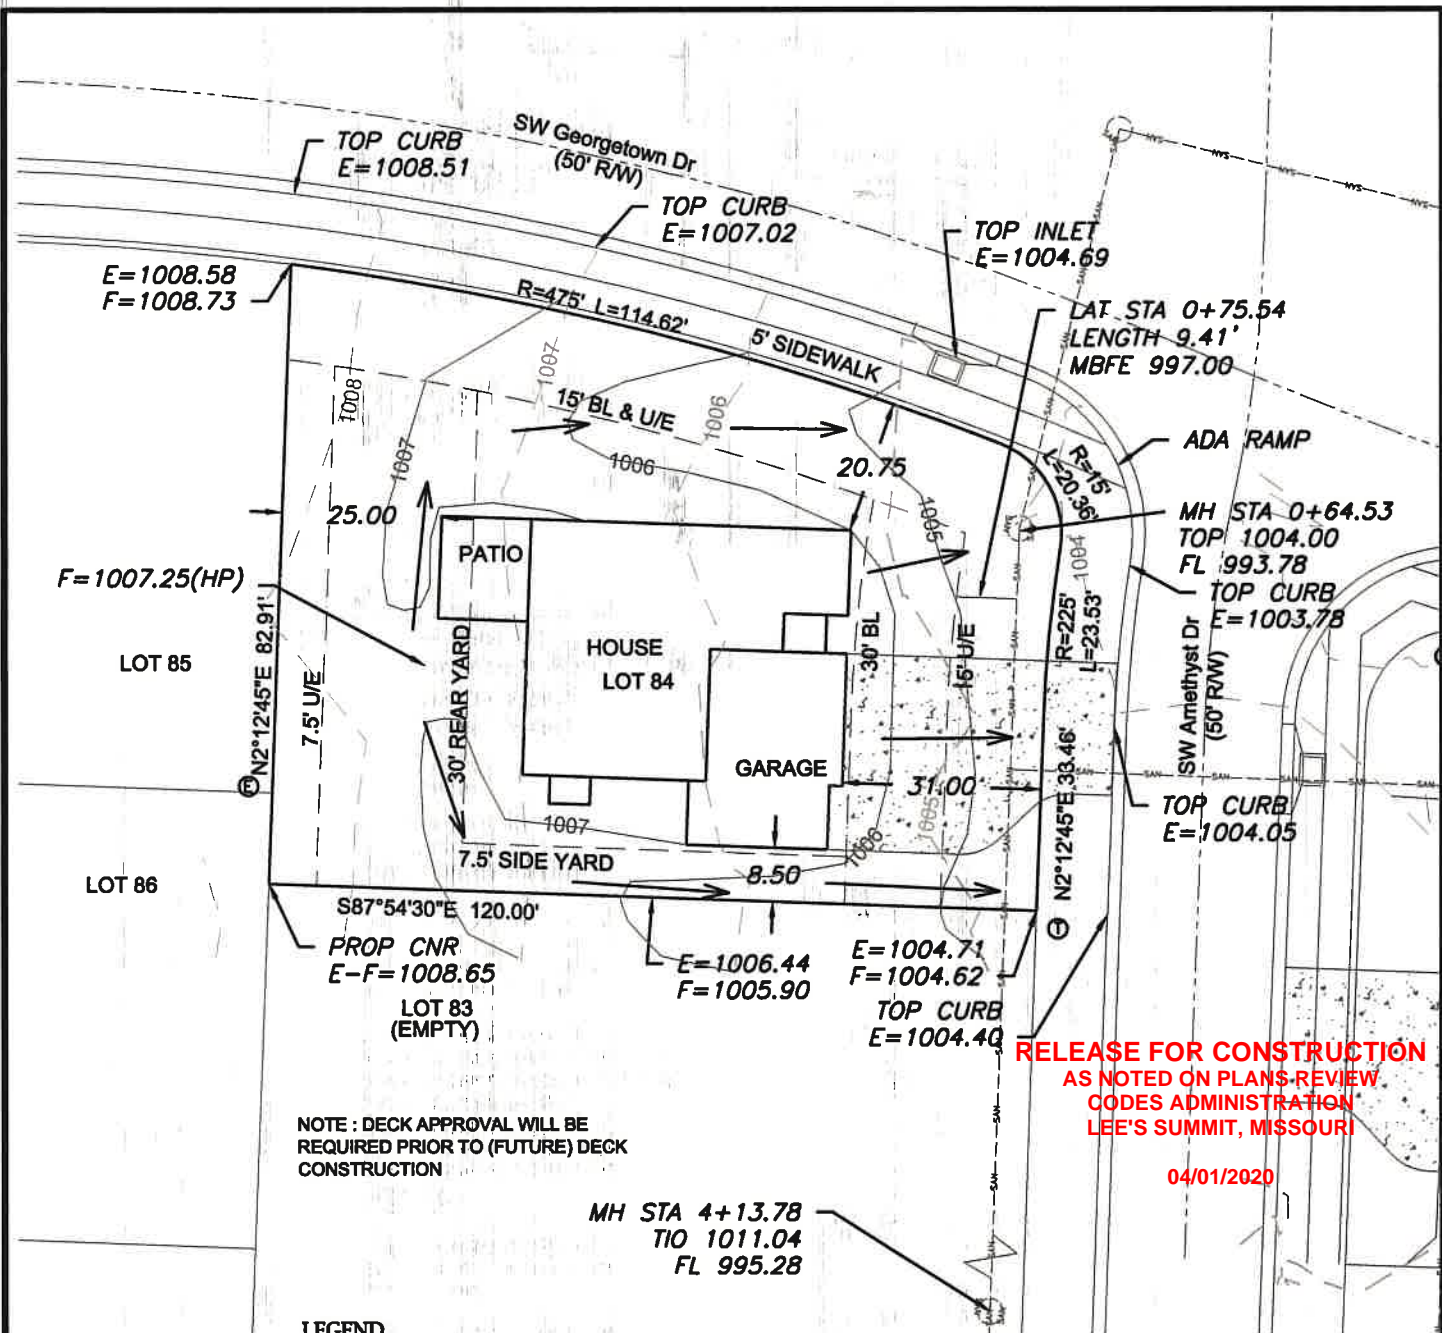 SW Georgetown Dr
(50' R/W)
TOP CURB
E=1008.51
TOP CURB
E=1007.02
TOP INLET
E=1004.69
E=1008.58
F=1008.73
R=475' L=114.62'
5' SIDEWALK
LAT STA 0+75.54
LENGTH 9.41'
MBFE 997.00
1008
1007
1007
15' BL & U/E
1006
1006
20.75
ADA RAMP
R=15'
L=20.36'
25.00
1005
1004
MH STA 0+64.53
TOP 1004.00
FL 993.78
PATIO
F=1007.25(HP)
TOP CURB
E=1003.78
LOT 85
N2°12'45"E 82.91'
7.5' U/E
30' REAR YARD
HOUSE
LOT 84
30' BL
15' U/E
R=225'
L=23.53'
SW Amethyst Dr
(50' R/W)
GARAGE
31.00
N2°12'45"E 33.46'
E
TOP CURB
E=1004.05
1007
1006
1005
LOT 86
7.5' SIDE YARD
8.50
S87°54'30"E 120.00'
T
PROP CNR
E-F=1008.65
E=1006.44
F=1005.90
E=1004.71
F=1004.62
LOT 83
(EMPTY)
TOP CURB
E=1004.40
RELEASE FOR CONSTRUCTION
AS NOTED ON PLANS REVIEW
CODES ADMINISTRATION
LEE'S SUMMIT, MISSOURI
04/01/2020
NOTE : DECK APPROVAL WILL BE
REQUIRED PRIOR TO (FUTURE) DECK
CONSTRUCTION
MH STA 4+13.78
TIO 1011.04
FL 995.28
SAN
SAN
SAN
SAN
SAN
LEGEND